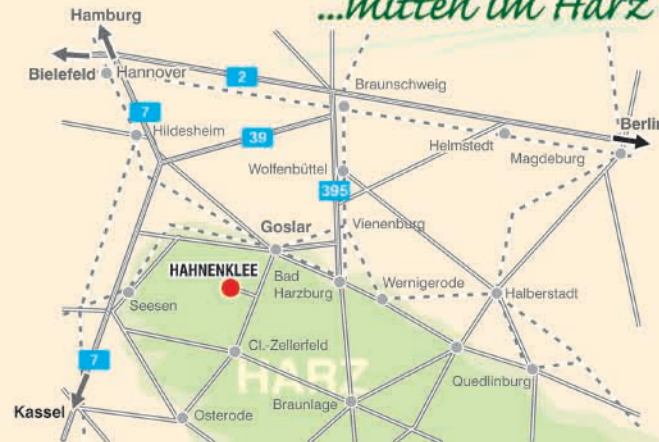 ...mitten im Harz
Hamburg
Bielefeld
Hannover
2
Braunschweig
7
Hildesheim
39
Berlin
Helmstedt
Magdeburg
Wolfenbüttel
395
Goslar
Vienenburg
HAHNENKLEE
Bad
Harzburg
Wernigerode
Halberstadt
Seesen
Cl.-Zellerfeld
7
HARZ
Quedlinburg
Kassel
Osterode
Braunlage